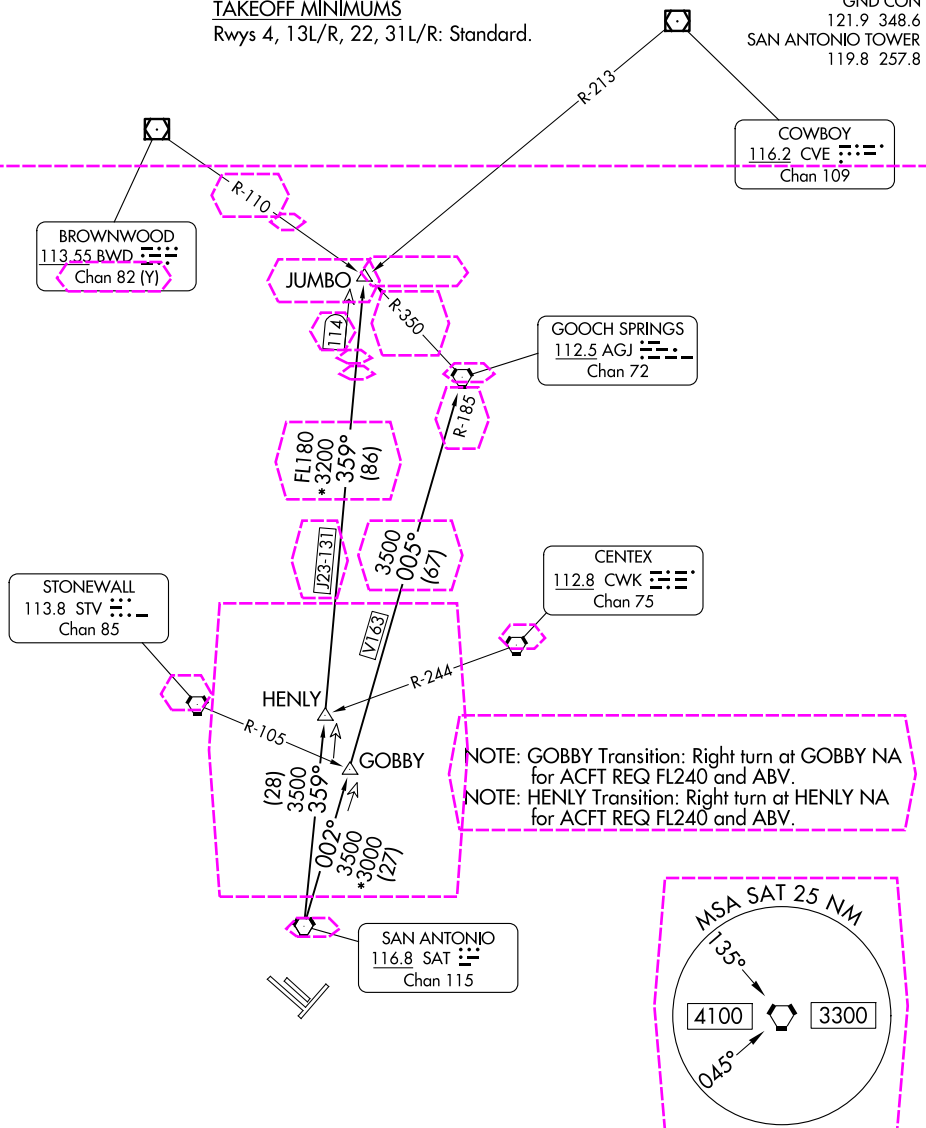 TAKEOFF MINIMUMS
Rwys 4, 13L/R, 22, 31L/R: Standard.
GND CON
121.9 348.6
SAN ANTONIO TOWER
119.8 257.8
R-213
COWBOY
116.2 CVE
Chan 109
R-110
BROWNWOOD
113.55 BWD
Chan 82 (Y)
JUMBO
114
R-350
GOOCH SPRINGS
112.5 AGJ
Chan 72
R-185
FL180
*3200
359°
(86)
J23-131
3500
005°
(67)
V163
CENTEX
112.8 CWK
Chan 75
STONEWALL
113.8 STV
Chan 85
R-244
HENLY
R-105
GOBBY
(28)
3500
359°
002°
3500
*3000
(27)
NOTE: GOBBY Transition: Right turn at GOBBY NA
for ACFT REQ FL240 and ABV.
NOTE: HENLY Transition: Right turn at HENLY NA
for ACFT REQ FL240 and ABV.
SAN ANTONIO
116.8 SAT
Chan 115
MSA SAT 25 NM
135°
4100
3300
045°